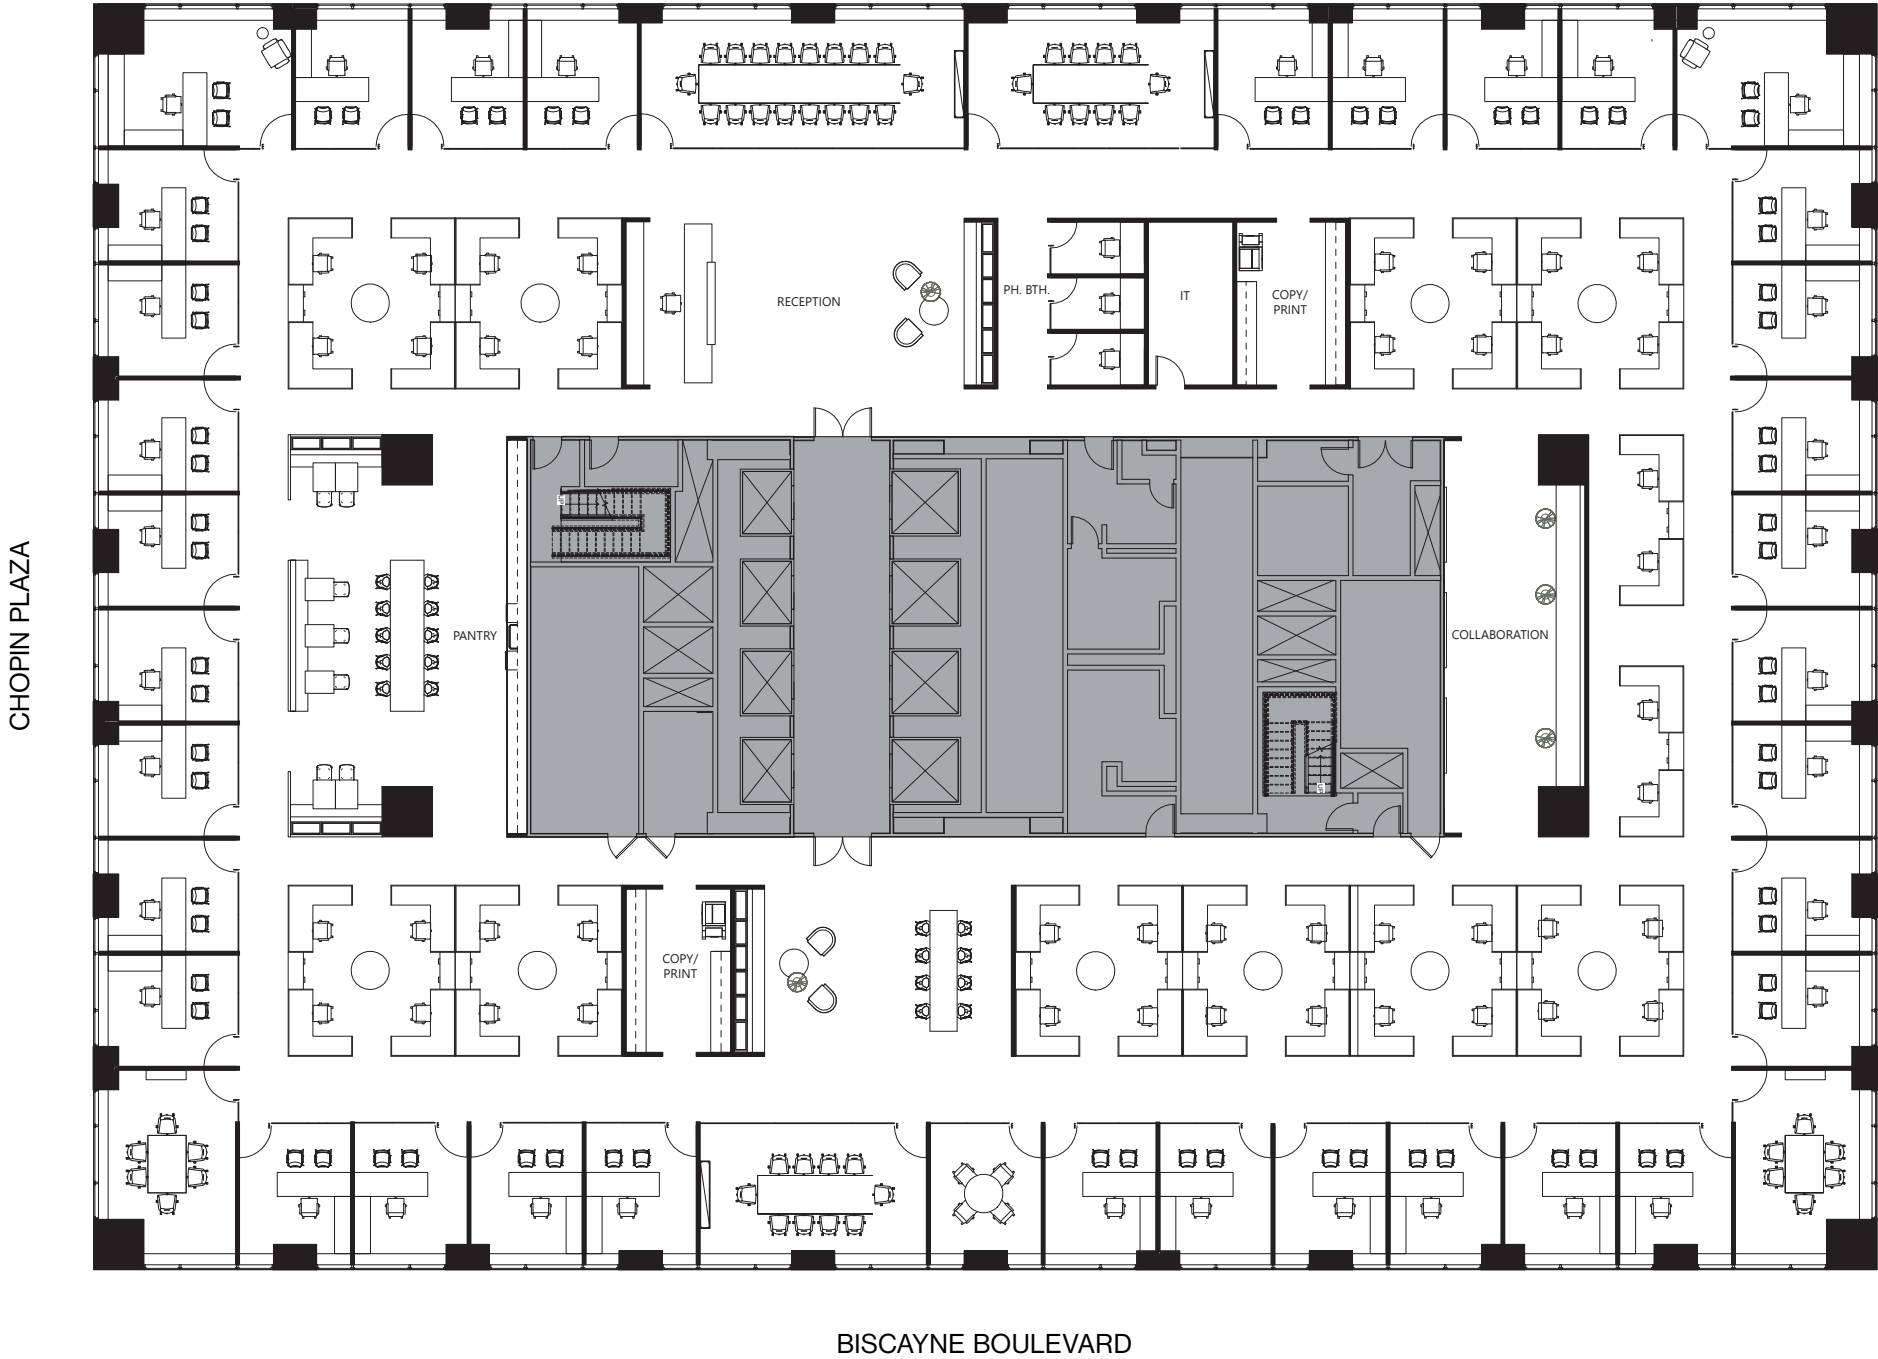 RECEPTION
PH. BTH.
IT
COPY/
PRINT
CHOPIN PLAZA
PANTRY
COLLABORATION
COPY/
PRINT
BISCAYNE BOULEVARD